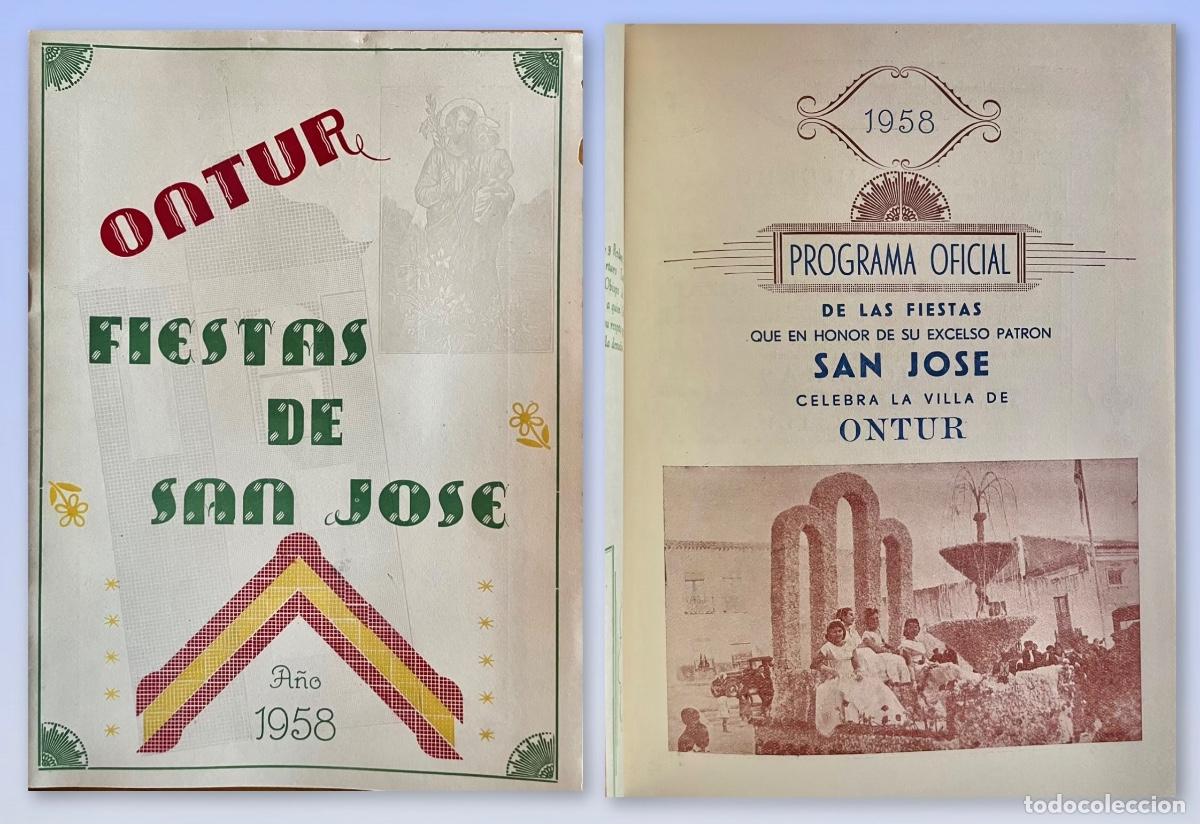 ONTUR
FIESTAS
DE
SAN JOSE
Año
1958
1958
PROGRAMA OFICIAL
DE LAS FIESTAS
QUE EN HONOR DE SU EXCELSO PATRON
SAN JOSE
CELEBRA LA VILLA DE
ONTUR
todocoleccion